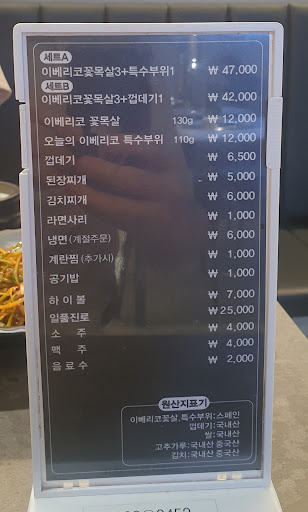 세트A
이베리코꽃목살3+특수부위1 ₩ 47,000
세트B
이베리코꽃목살3+껍데기1 ₩ 42,000
이베리코 꽃목살 130g ₩ 12,000
오늘의 이베리코 특수부위 110g ₩ 12,000
껍데기 ₩ 6,500
된장찌개 ₩ 5,000
김치찌개 ₩ 6,000
라면사리 ₩ 1,000
냉면 (계절주문) ₩ 6,000
계란찜 (추가시) ₩ 1,000
공기밥 ₩ 1,000
하 이 볼 ₩ 7,000
일품진로 ₩ 25,000
소 주 ₩ 4,000
맥 주 ₩ 4,000
음 료 수 ₩ 2,000
원산지표기
이베리코꽃살,특수부위:스페인
껍데기:국내산
쌀:국내산
고추가루:국내산 중국산
김치:국내산 중국산